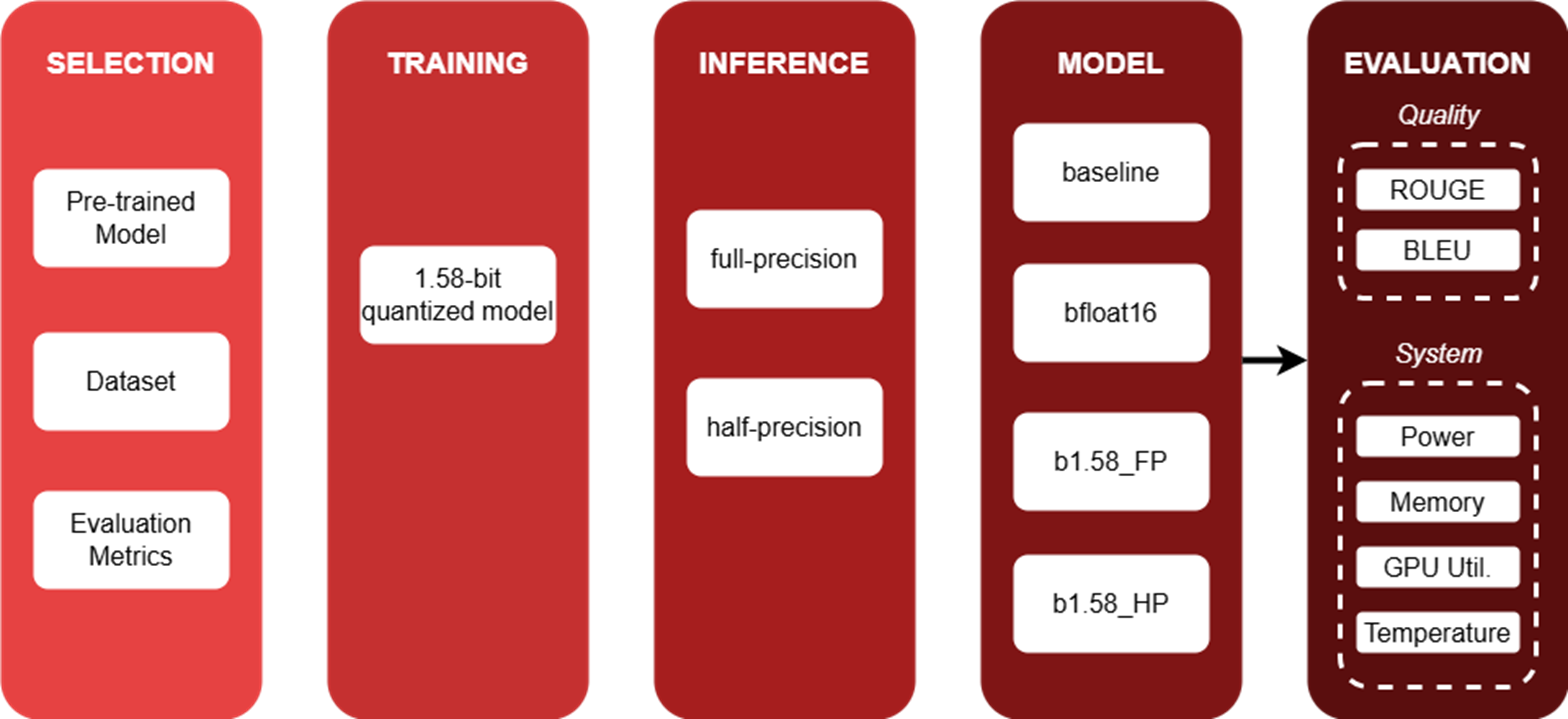 SELECTION
Pre-trained
Model
Dataset
Evaluation
Metrics
TRAINING
1.58-bit
quantized model
INFERENCE
full-precision
half-precision
MODEL
baseline
bfloat16
b1.58_FP
b1.58_HP
EVALUATION
Quality
ROUGE
BLEU
System
Power
Memory
GPU Util.
Temperature